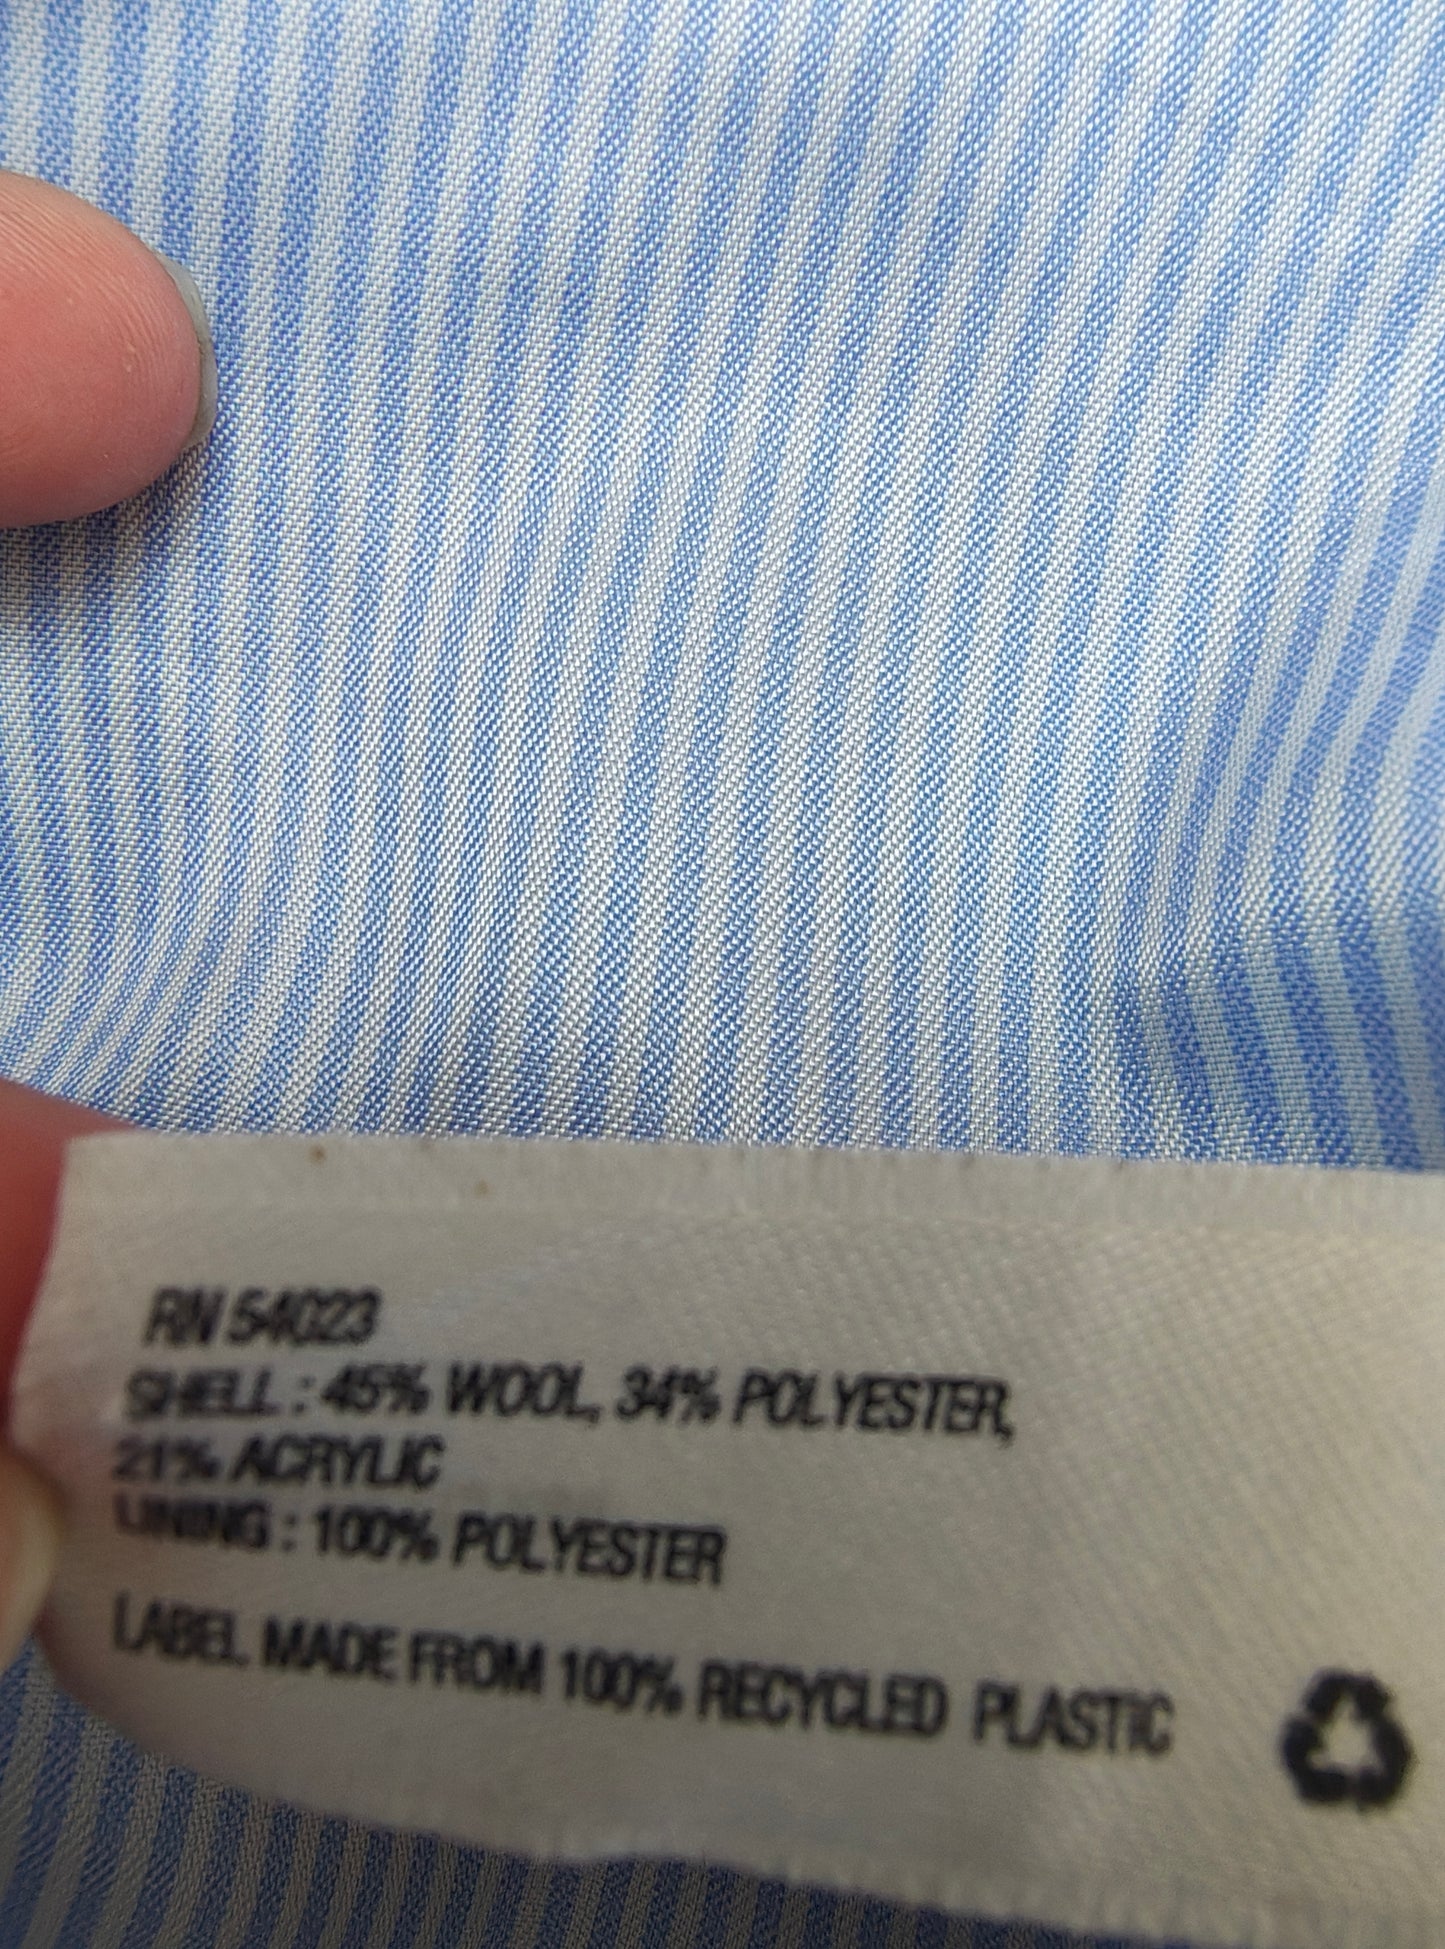 RN 54023
SHELL : 45% WOOL, 34% POLYESTER,
21% ACRYLIC
LINING : 100% POLYESTER
LABEL MADE FROM 100% RECYCLED PLASTIC